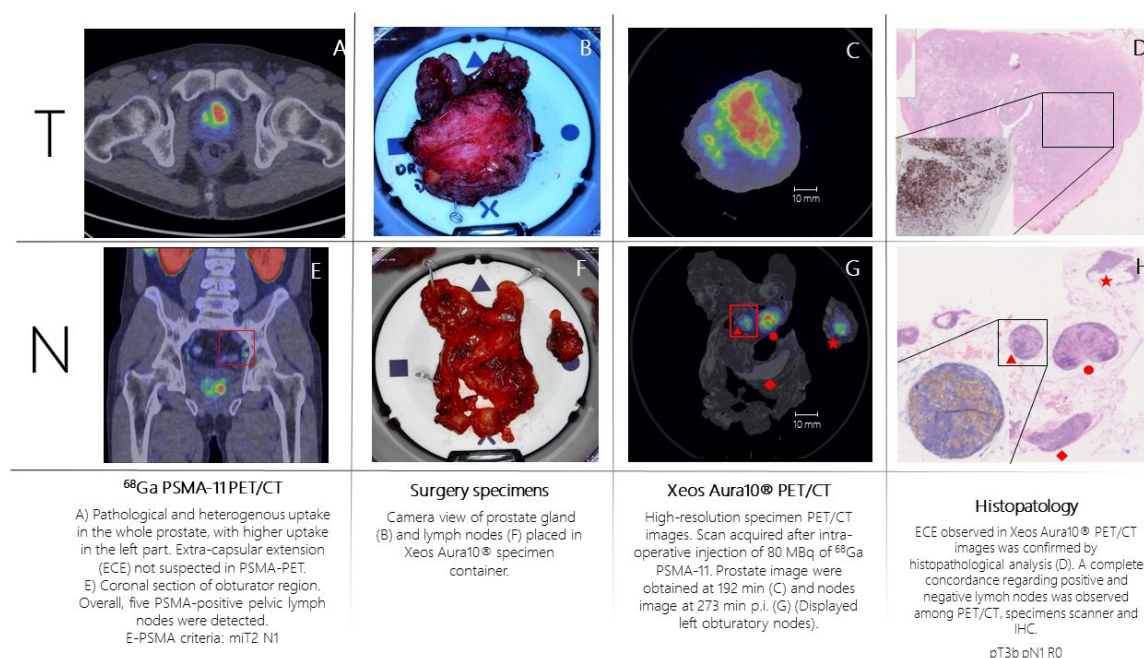 T
A
B
C
10 mm
D
N
E
F
G
10 mm
H
68Ga PSMA-11 PET/CT
A) Pathological and heterogenous uptake
in the whole prostate, with higher uptake
in the left part. Extra-capsular extension
(ECE) not suspected in PSMA-PET.
E) Coronal section of obturator region.
Overall, five PSMA-positive pelvic lymph
nodes were detected.
E-PSMA criteria: miT2 N1
Surgery specimens
Camera view of prostate gland
(B) and lymph nodes (F) placed in
Xeos Aura10® specimen
container.
Xeos Aura10® PET/CT
High-resolution specimen PET/CT
images. Scan acquired after intra-
operative injection of 80 MBq of 68Ga
PSMA-11. Prostate image were
obtained at 192 min (C) and nodes
image at 273 min p.i. (G) (Displayed
left obturatory nodes).
Histopatology
ECE observed in Xeos Aura10® PET/CT
images was confirmed by
histopathological analysis (D). A complete
concordance regarding positive and
negative lymoh nodes was observed
among PET/CT, specimens scanner and
IHC.
pT3b pN1 R0